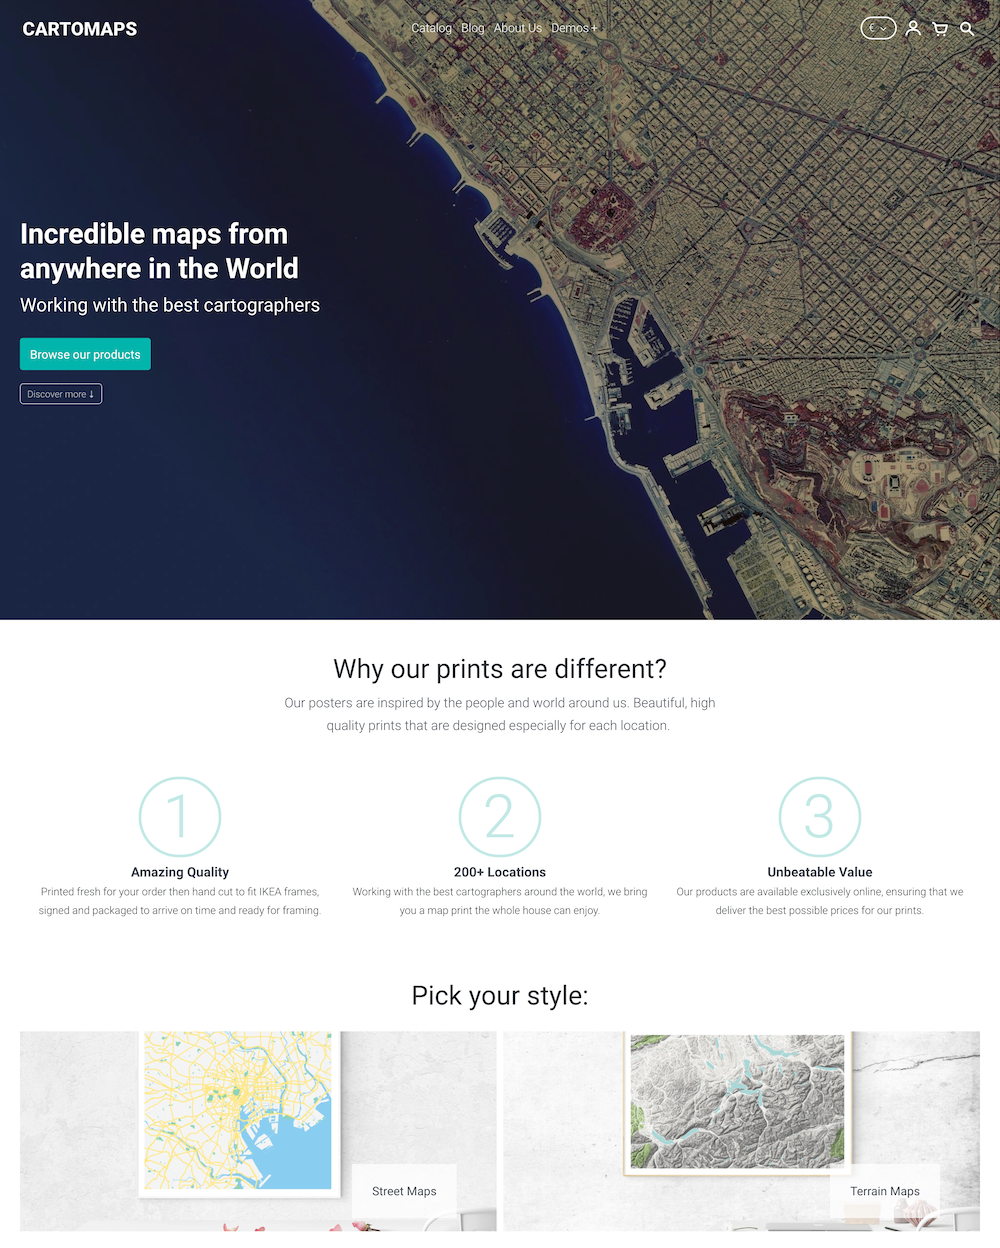 CARTOMAPS
Catalog Blog About Us Demos +
€
Incredible maps from
anywhere in the World
Working with the best cartographers
Browse our products
Discover more ↓
Why our prints are different?
Our posters are inspired by the people and world around us. Beautiful, high
quality prints that are designed especially for each location.
1
2
3
Amazing Quality
Printed fresh for your order then hand cut to fit IKEA frames,
signed and packaged to arrive on time and ready for framing.
200+ Locations
Working with the best cartographers around the world, we bring
you a map print the whole house can enjoy.
Unbeatable Value
Our products are available exclusively online, ensuring that we
deliver the best possible prices for our prints.
Pick your style:
Street Maps
Terrain Maps